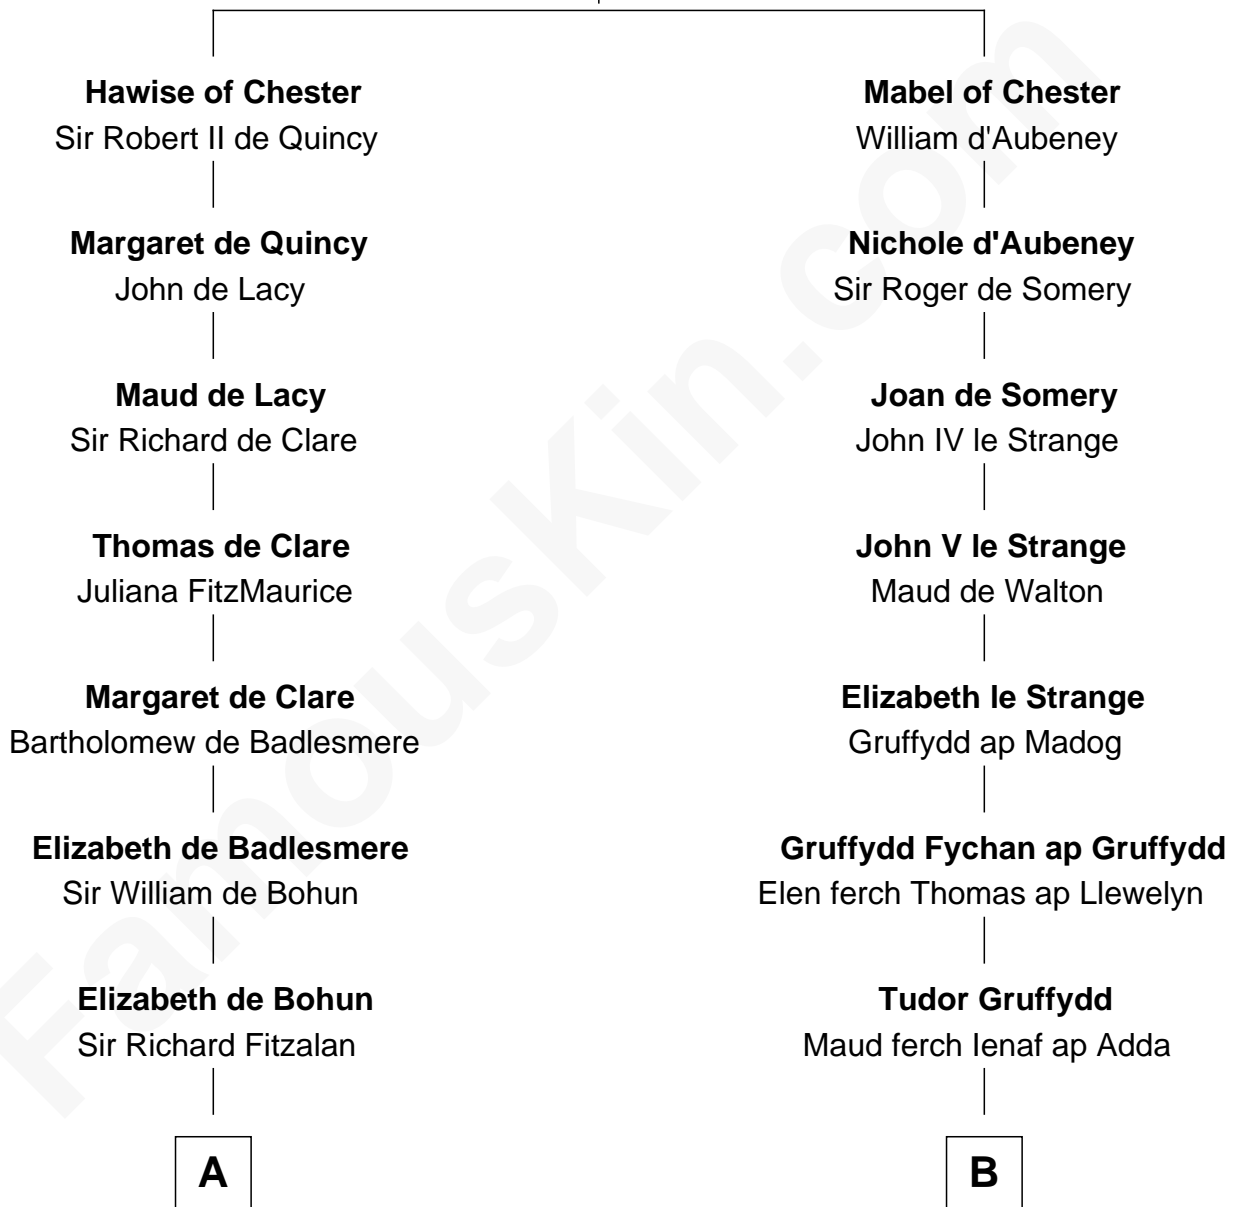 Hawise of Chester
Sir Robert II de Quincy
Margaret de Quincy
John de Lacy
Maud de Lacy
Sir Richard de Clare
Thomas de Clare
Juliana FitzMaurice
Margaret de Clare
Bartholomew de Badlesmere
Elizabeth de Badlesmere
Sir William de Bohun
Elizabeth de Bohun
Sir Richard Fitzalan
A
Mabel of Chester
William d'Aubeney
Nichole d'Aubeney
Sir Roger de Somery
Joan de Somery
John IV le Strange
John V le Strange
Maud de Walton
Elizabeth le Strange
Gruffydd ap Madog
Gruffydd Fychan ap Gruffydd
Elen ferch Thomas ap Llewelyn
Tudor Gruffydd
Maud ferch Ienaf ap Adda
B
FamousKin.com